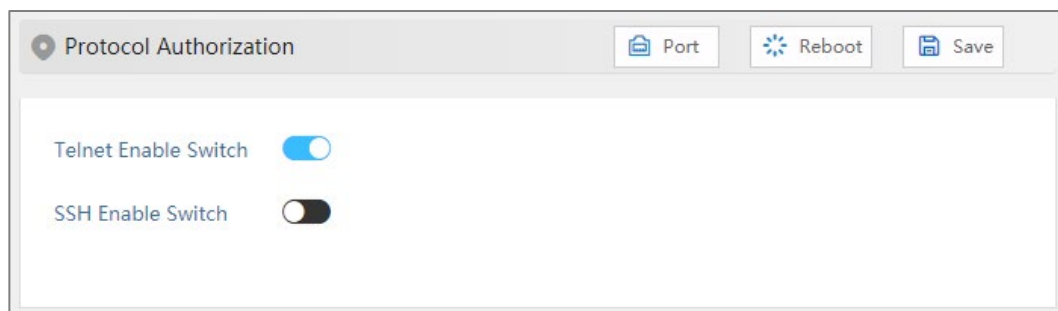 Protocol Authorization
Port
Reboot
Save
Telnet Enable Switch
SSH Enable Switch